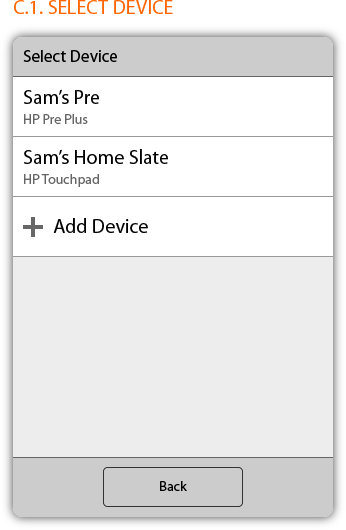 C.1. SELECT DEVICE
Select Device
Sam’s Pre
HP Pre Plus
Sam’s Home Slate
HP Touchpad
Add Device
Back